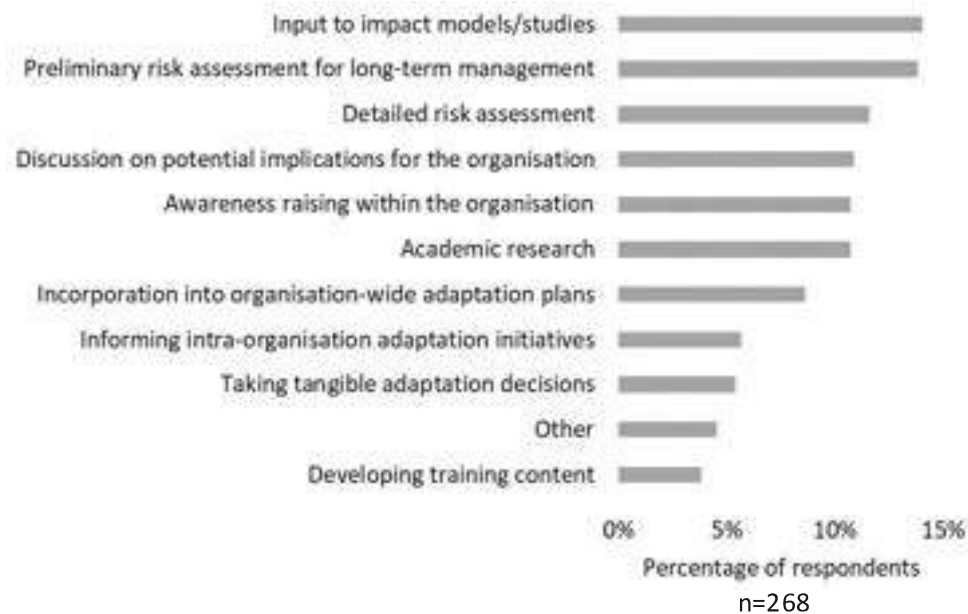 Input to impact models/studies
Preliminary risk assessment for long-term management
Detailed risk assessment
Discussion on potential implications for the organisation
Awareness raising within the organisation
Academic research
Incorporation into organisation-wide adaptation plans
Informing intra-organisation adaptation initiatives
Taking tangible adaptation decisions
Other
Developing training content
0% 5% 10% 15%
Percentage of respondents
n=268